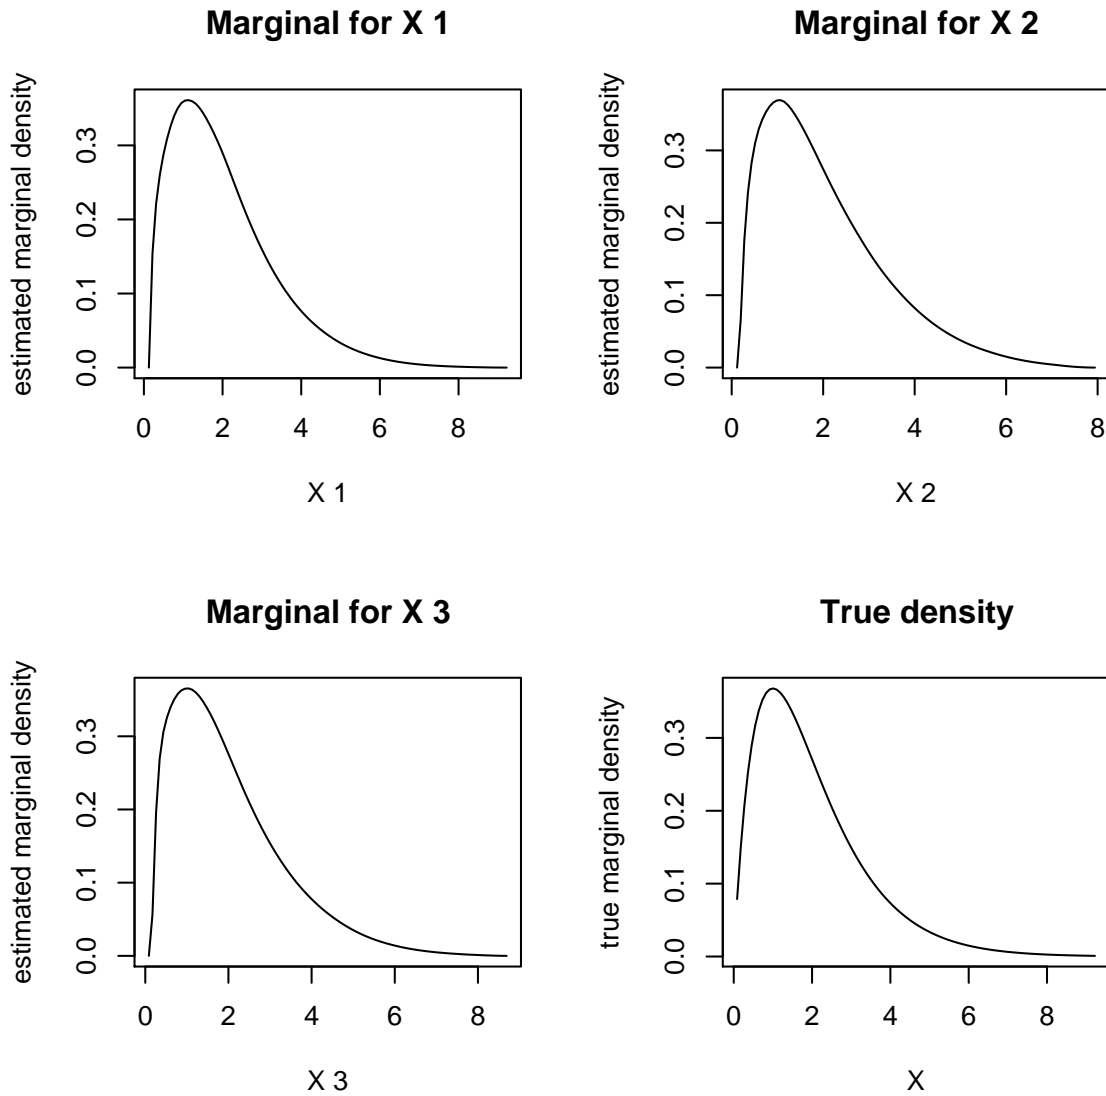 Marginal for X 1
estimated marginal density
0.0 0.1 0.2 0.3
0 2 4 6 8
X 1
Marginal for X 2
estimated marginal density
0.0 0.1 0.2 0.3
0 2 4 6 8
X 2
Marginal for X 3
estimated marginal density
0.0 0.1 0.2 0.3
0 2 4 6 8
X 3
True density
true marginal density
0.0 0.1 0.2 0.3
0 2 4 6 8
X